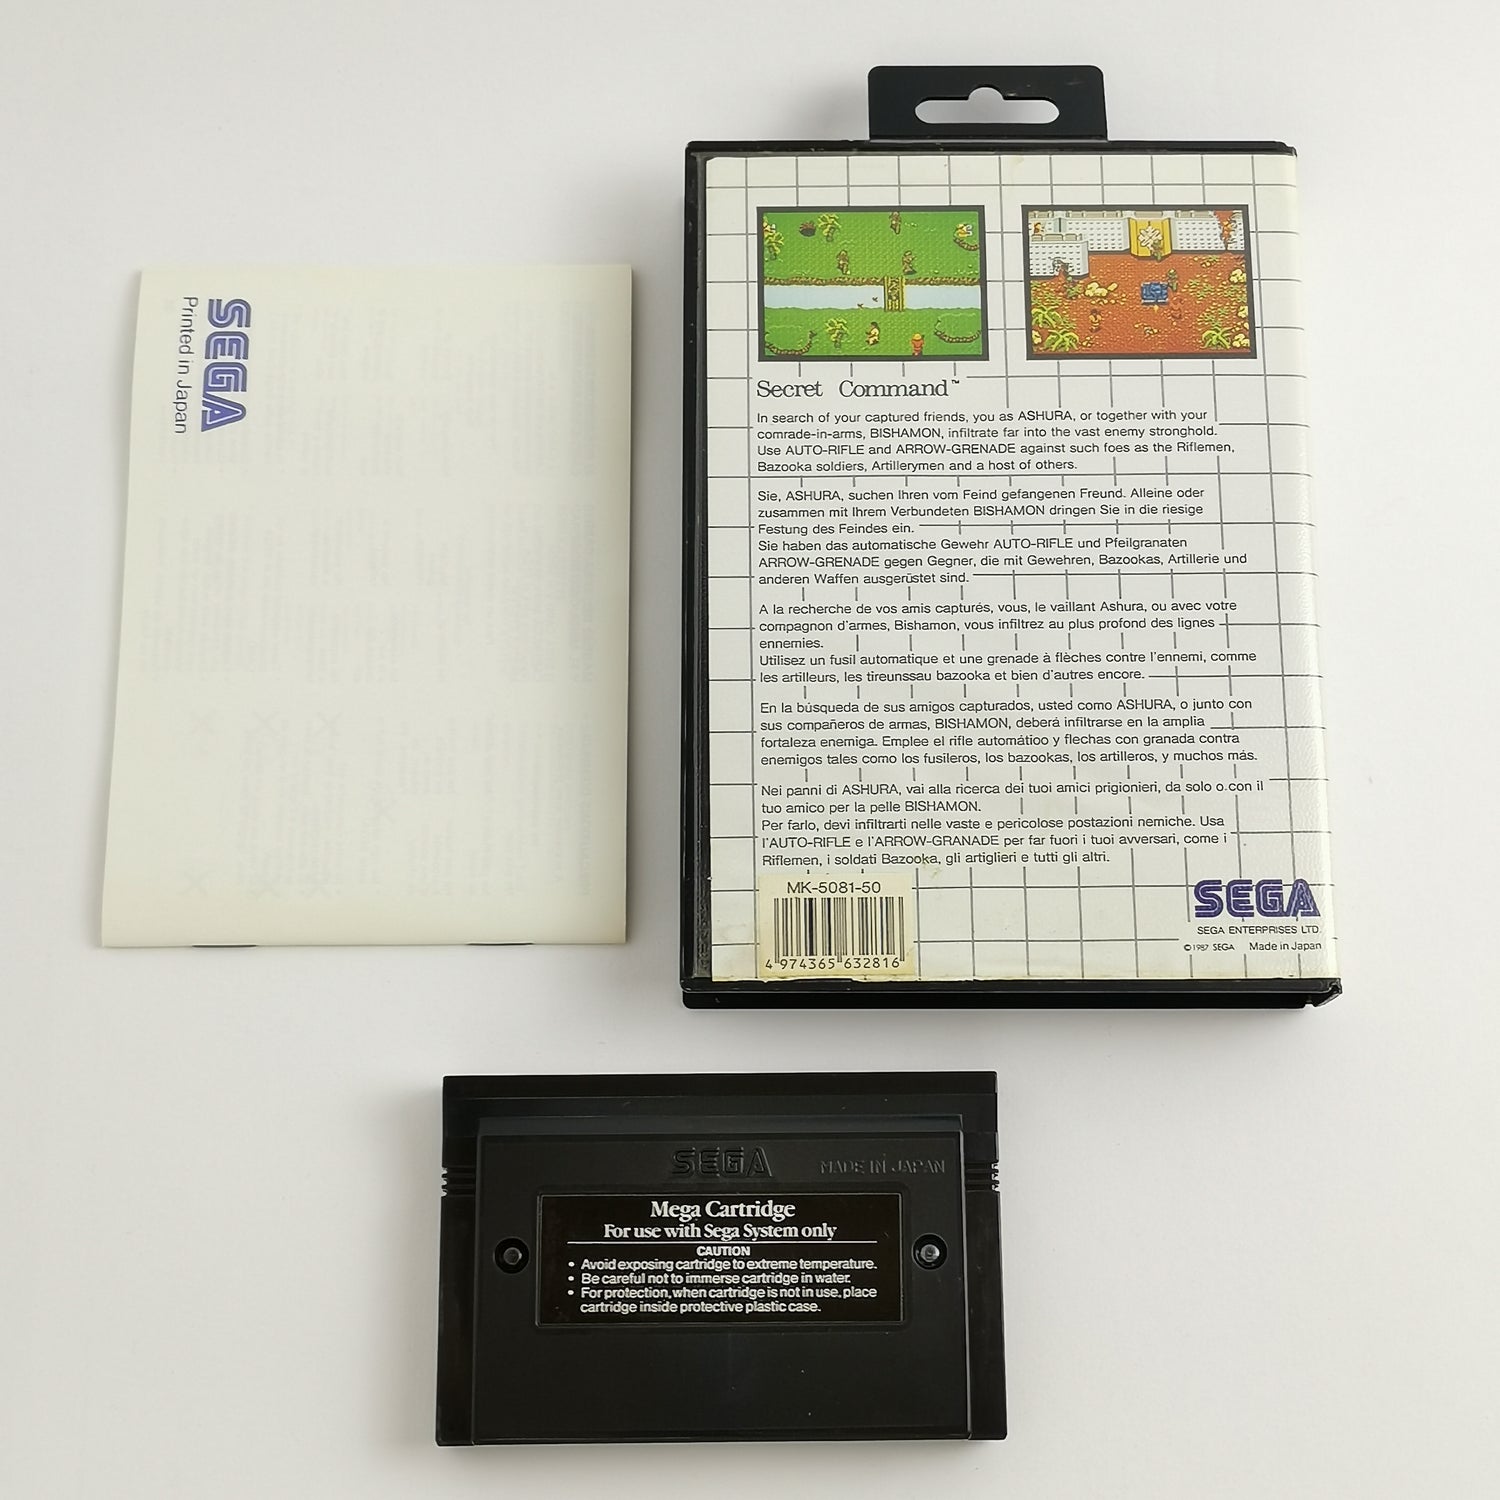 SEGA
Printed in Japan
Secret Command™
In search of your captured friends, you as ASHURA, or together with your
comrade-in-arms, BISHAMON, infiltrate far into the vast enemy stronghold.
Use AUTO-RIFLE and ARROW-GRENADE against such foes as the Riflemen,
Bazooka soldiers, Artillerymen and a host of others.
Sie, ASHURA, suchen Ihren vom Feind gefangenen Freund. Alleine oder
zusammen mit Ihrem Verbundeten BISHAMON dringen Sie in die riesige
Festung des Feindes ein.
Sie haben das automatische Gewehr AUTO-RIFLE und Pfeilgranaten
ARROW-GRENADE gegen Gegner, die mit Gewehren, Bazookas, Artillerie und
anderen Waffen ausgerüstet sind.
A la recherche de vos amis capturés, vous, le vaillant Ashura, ou avec votre
compagnon d'armes, Bishamon, vous infiltrez au plus profond des lignes
ennemies.
Utilisez un fusil automatique et une grenade à flèches contre l'ennemi, comme
les artilleurs, les tireunssau bazooka et bien d'autres encore.
En la búsqueda de sus amigos capturados, usted como ASHURA, o junto con
sus compañeros de armas, BISHAMON, deberá infiltrarse en la amplia
fortaleza enemiga. Emplee el rifle automátioo y flechas con granada contra
enemigos tales como los fusileros, los bazookas, los artilleros, y muchos más.
Nei panni di ASHURA, vai alla ricerca dei tuoi amici prigionieri, da solo o con il
tuo amico per la pelle BISHAMON.
Per farlo, devi infiltrarti nelle vaste e pericolose postazioni nemiche. Usa
l'AUTO-RIFLE e l'ARROW-GRANADE per far fuori i tuoi avversari, come i
Riflemen, i soldati Bazooka, gli artiglieri e tutti gli altri.
MK-5081-50
4 974365 632816
SEGA
SEGA ENTERPRISES LTD.
©1987 SEGA Made in Japan
SEGA
MADE IN JAPAN
Mega Cartridge
For use with Sega System only
CAUTION
• Avoid exposing cartridge to extreme temperature.
• Be careful not to immerse cartridge in water.
• For protection, when cartridge is not in use, place
cartridge inside protective plastic case.